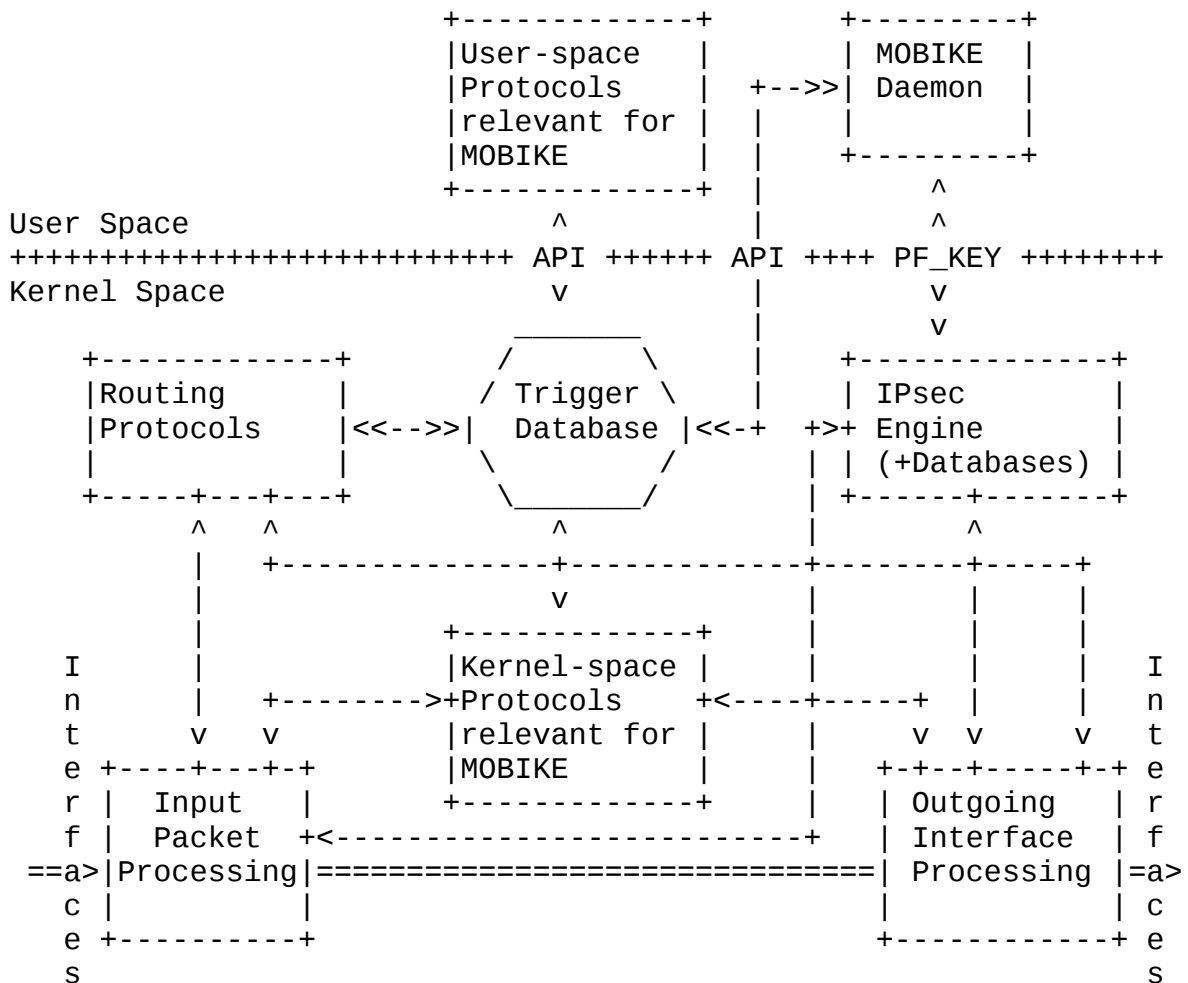 User-space
Protocols
relevant for
MOBIKE
MOBIKE
Daemon
User Space
API API PF_KEY
Kernel Space
Routing
Protocols
Trigger
Database
IPsec
Engine
(+Databases)
Kernel-space
Protocols
relevant for
MOBIKE
Interfaces
Input
Packet
Processing
Outgoing
Interface
Processing
Interfaces